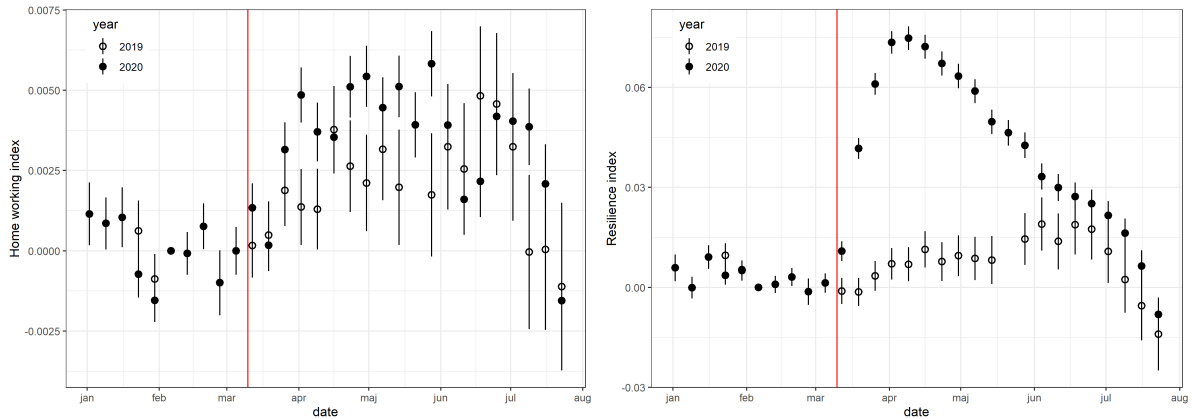 0.0075
0.0050
0.0025
0.0000
-0.0025
Home working index
year
2019
2020
jan feb mar apr maj jun jul aug
date
0.06
0.03
0.00
-0.03
Resilience index
year
2019
2020
jan feb mar apr maj jun jul aug
date